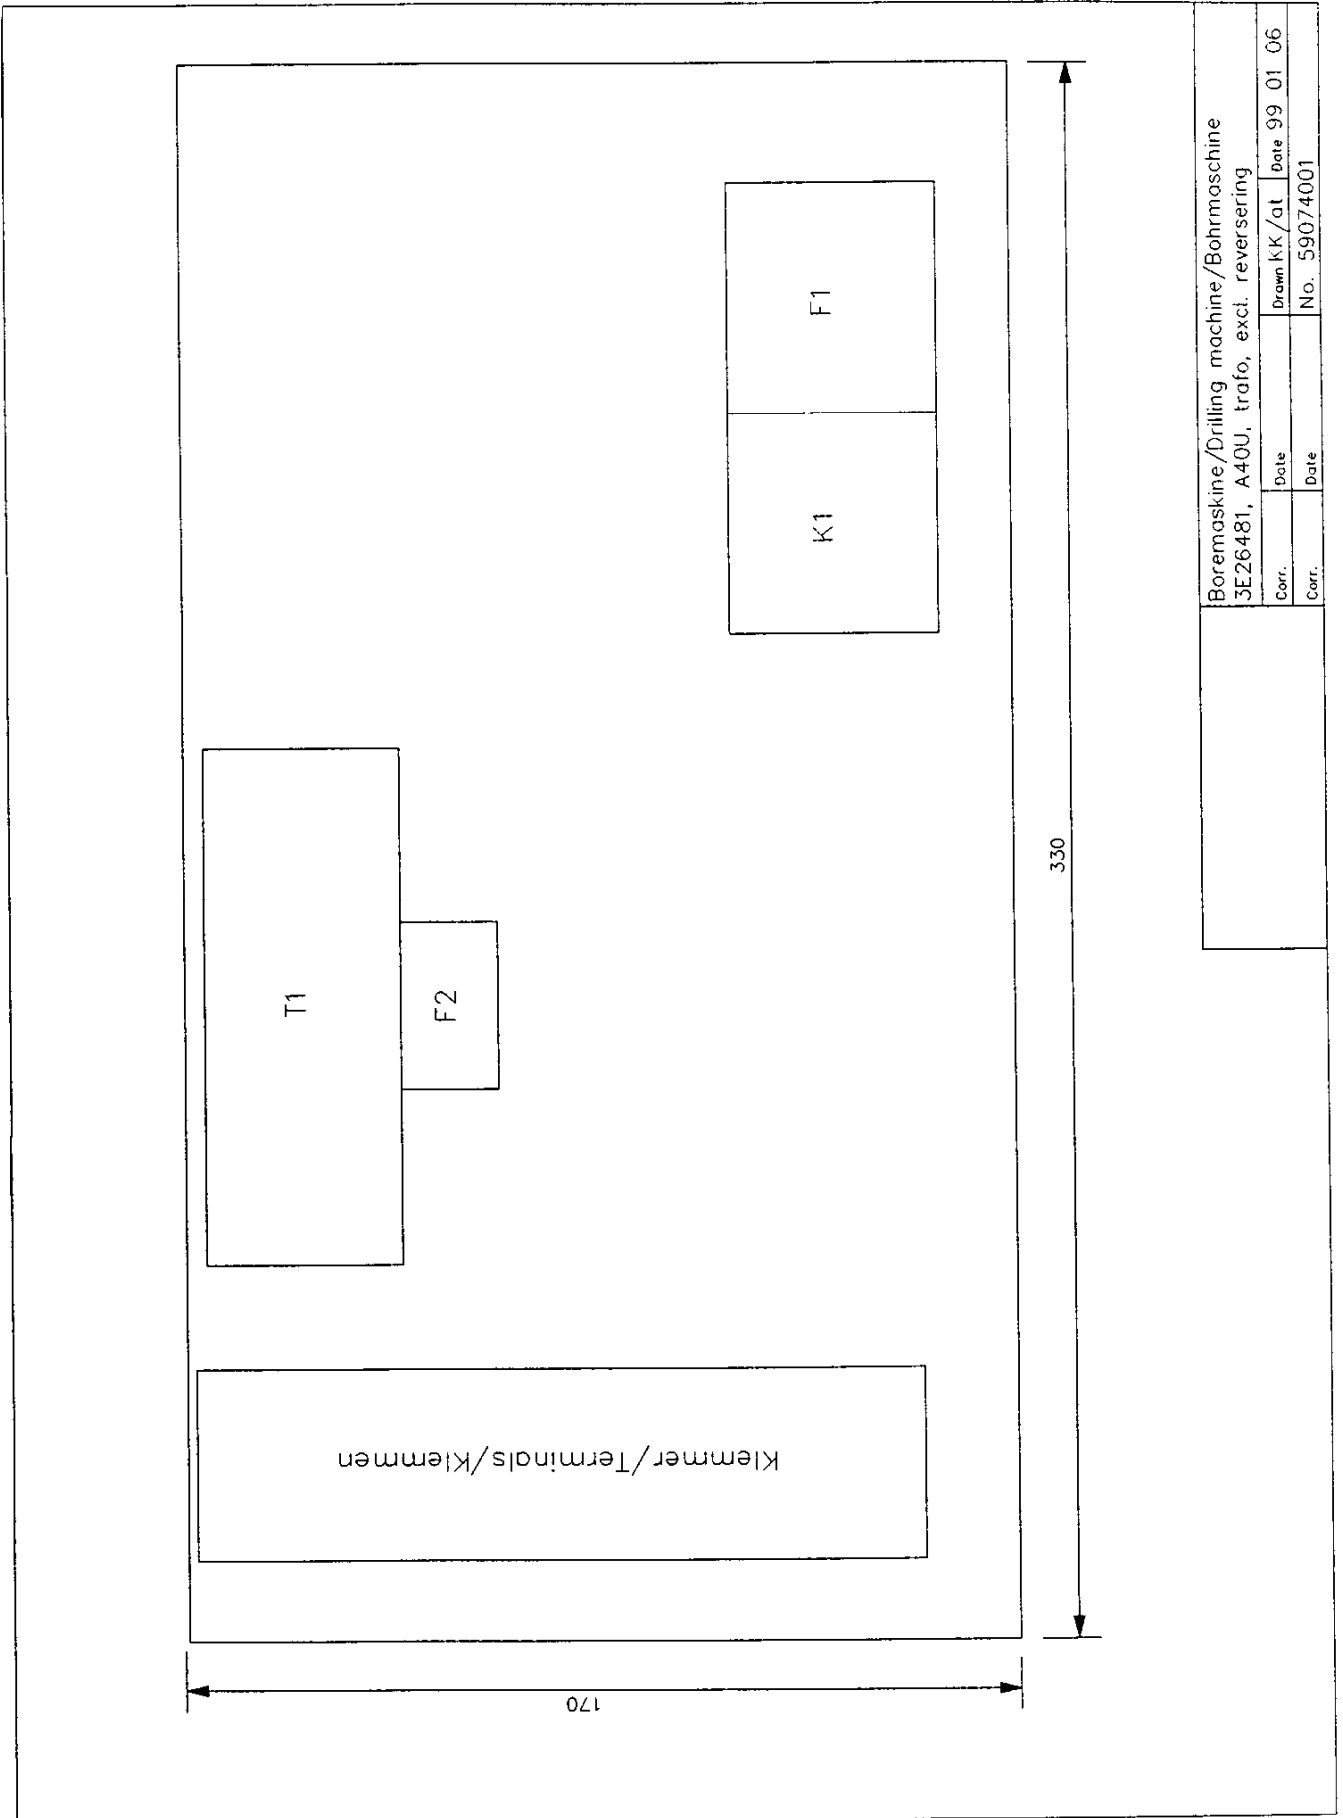 T1
F2
K1
F1
Klemmer/Terminals/Klemmen
330
170
Boremaskine/Drilling machine/Bohrmaschine
3E26481, A40U, trafo, excl. reversering
Corr. Date Drawn KK/at Date 99 01 06
Corr. Date No. 59074001